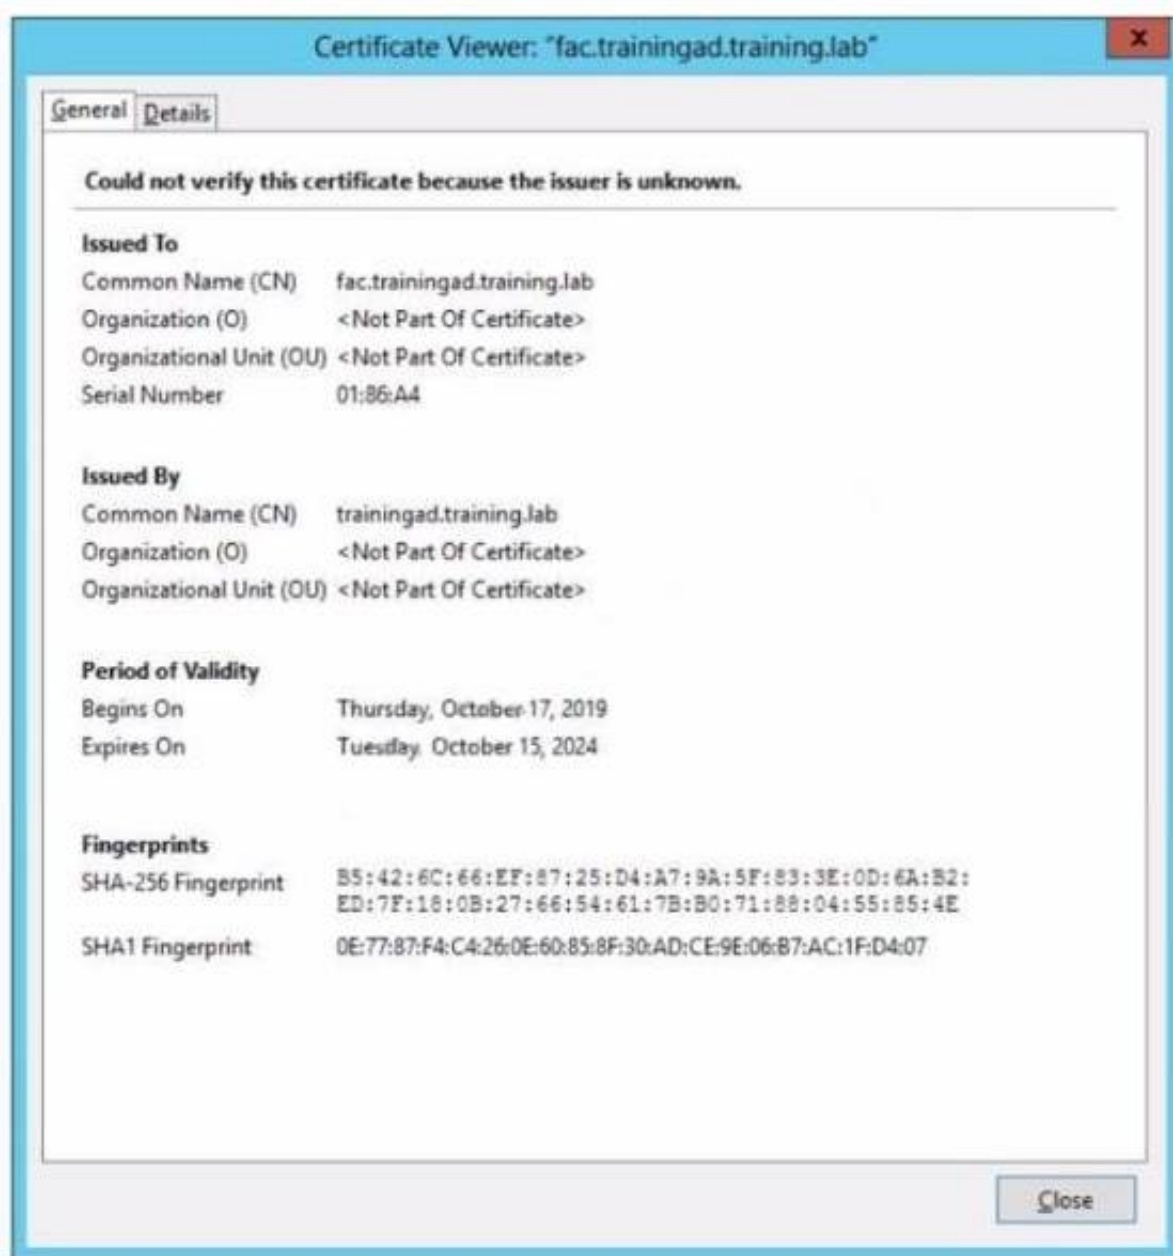 Certificate Viewer: "fac.trainingad.training.lab"
x
General Details
Could not verify this certificate because the issuer is unknown.
Issued To
Common Name (CN) fac.trainingad.training.lab
Organization (O) <Not Part Of Certificate>
Organizational Unit (OU) <Not Part Of Certificate>
Serial Number 01:86:A4
Issued By
Common Name (CN) trainingad.training.lab
Organization (O) <Not Part Of Certificate>
Organizational Unit (OU) <Not Part Of Certificate>
Period of Validity
Begins On Thursday, October 17, 2019
Expires On Tuesday, October 15, 2024
Fingerprints
SHA-256 Fingerprint B5:42:6C:66:EF:87:25:D4:A7:9A:5F:83:3E:0D:6A:B2:
ED:7F:18:0B:27:66:54:61:7B:B0:71:88:04:55:85:4E
SHA1 Fingerprint 0E:77:87:F4:C4:26:0E:60:85:8F:30:AD:CE:9E:06:B7:AC:1F:D4:07
Close